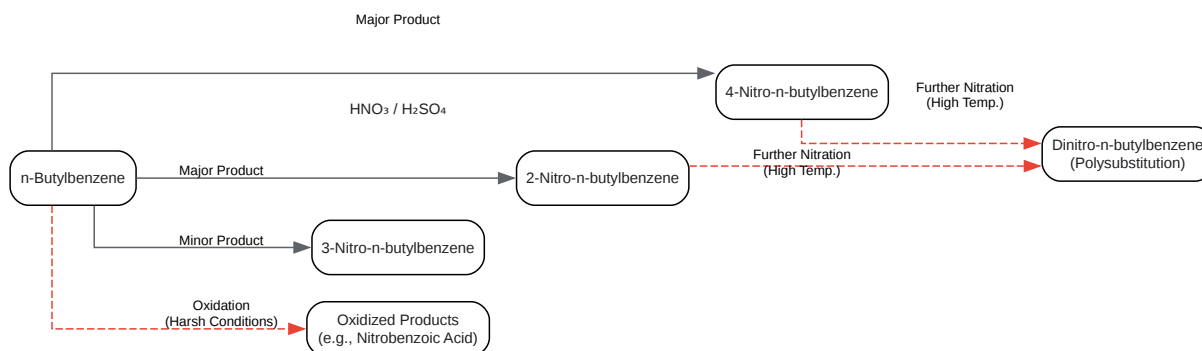 Major Product
4-Nitro-n-butylbenzene
Further Nitration
(High Temp.)
HNO₃ / H₂SO₄
Dinitro-n-butylbenzene
(Polysubstitution)
Further Nitration
(High Temp.)
n-Butylbenzene
Major Product
2-Nitro-n-butylbenzene
Minor Product
3-Nitro-n-butylbenzene
Oxidation
(Harsh Conditions)
Oxidized Products
(e.g., Nitrobenzoic Acid)